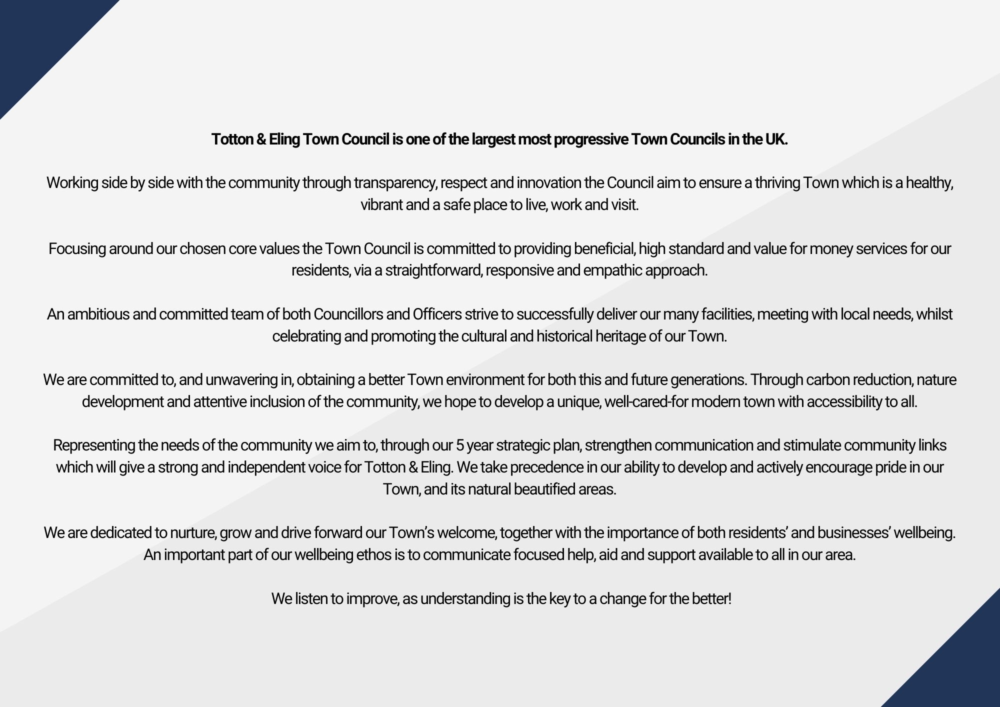 Totton & Eling Town Council is one of the largest most progressive Town Councils in the UK.
Working side by side with the community through transparency, respect and innovation the Council aim to ensure a thriving Town which is a healthy,
vibrant and a safe place to live, work and visit.
Focusing around our chosen core values the Town Council is committed to providing beneficial, high standard and value for money services for our
residents, via a straightforward, responsive and empathic approach.
An ambitious and committed team of both Councillors and Officers strive to successfully deliver our many facilities, meeting with local needs, whilst
celebrating and promoting the cultural and historical heritage of our Town.
We are committed to, and unwavering in, obtaining a better Town environment for both this and future generations. Through carbon reduction, nature
development and attentive inclusion of the community, we hope to develop a unique, well-cared-for modern town with accessibility to all.
Representing the needs of the community we aim to, through our 5 year strategic plan, strengthen communication and stimulate community links
which will give a strong and independent voice for Totton & Eling. We take precedence in our ability to develop and actively encourage pride in our
Town, and its natural beautified areas.
We are dedicated to nurture, grow and drive forward our Town’s welcome, together with the importance of both residents’ and businesses’ wellbeing.
An important part of our wellbeing ethos is to communicate focused help, aid and support available to all in our area.
We listen to improve, as understanding is the key to a change for the better!